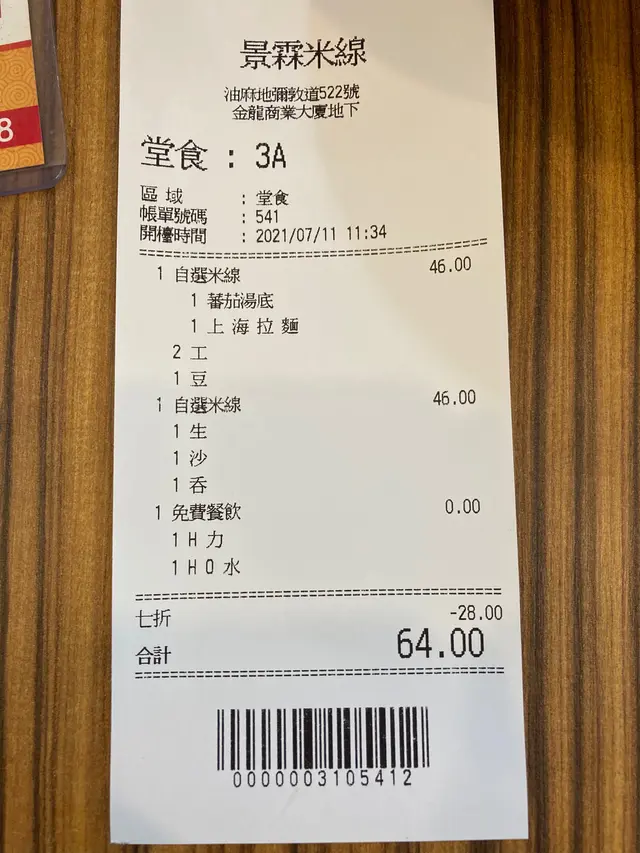 8
景霖米線
油麻地彌敦道522號
金龍商業大廈地下
堂食 : 3A
區域 : 堂食
帳單號碼 : 541
開檯時間 : 2021/07/11 11:34
1 自選米線 46.00
1 蕃茄湯底
1 上海拉麵
2 工
1 豆
1 自選米線 46.00
1 生
1 沙
1 吞
1 免費餐飲 0.00
1 H 力
1 H O 水
七折 -28.00
合計 64.00
0000003105412